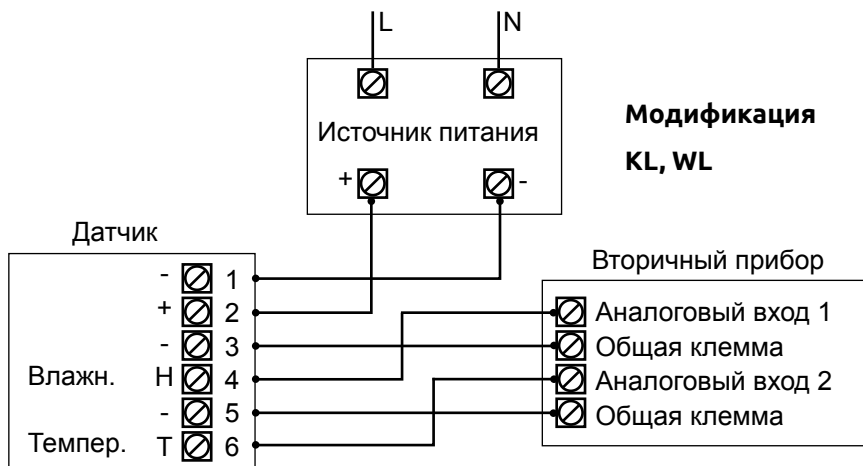 L N
Источник питания
+ -
Модификация
KL, WL
Датчик
- 1
+ 2
- 3
Влажн. H 4
- 5
Темпер. T 6
Вторичный прибор
Аналоговый вход 1
Общая клемма
Аналоговый вход 2
Общая клемма